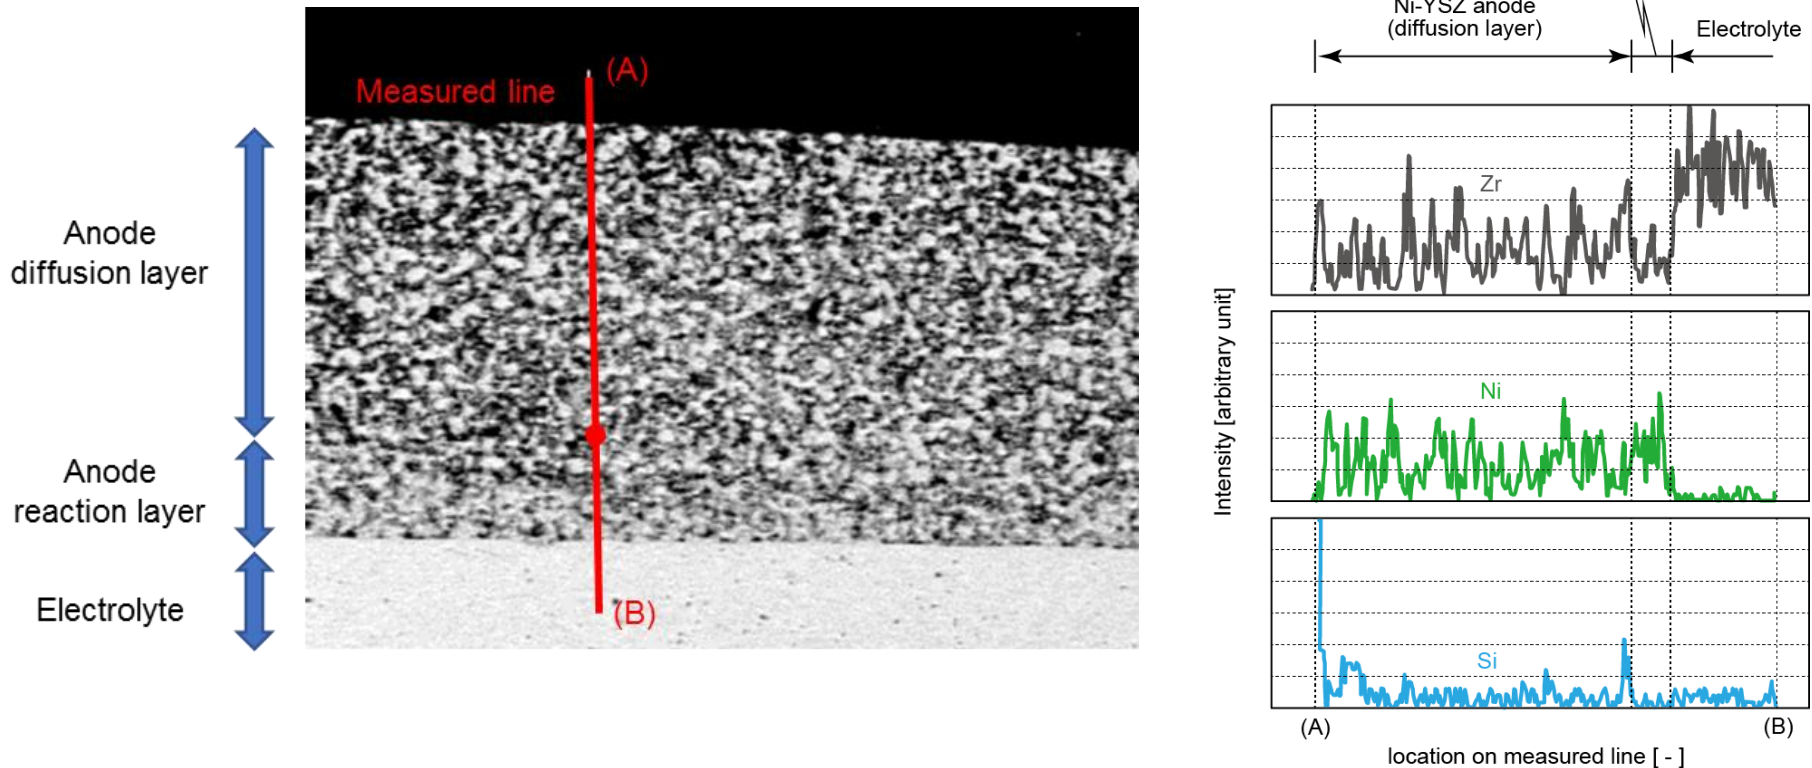 Anode
diffusion layer
Anode
reaction layer
Electrolyte
Measured line
(A)
(B)
Ni-YSZ anode
(diffusion layer)
Electrolyte
Intensity [arbitrary unit]
Zr
Ni
Si
(A)
(B)
location on measured line [ - ]